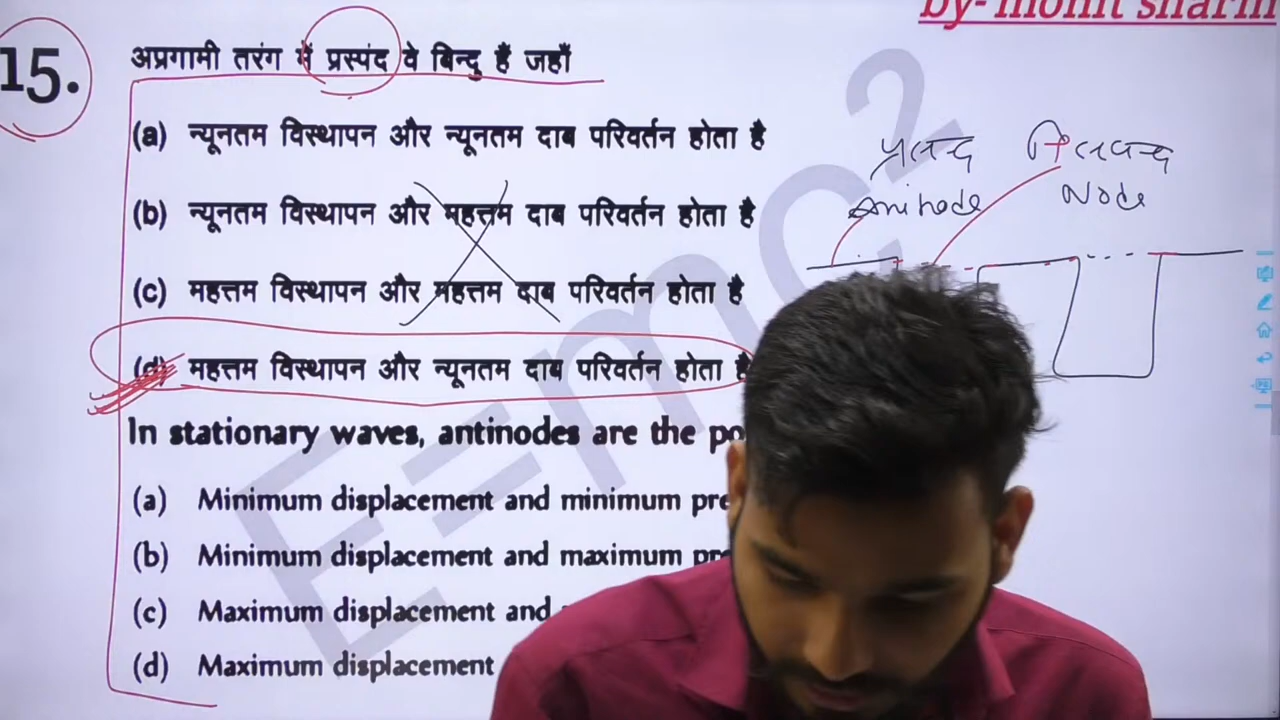 by- mohit sharm
15.
अप्रगामी तरंग में प्रस्पंद वे बिन्दु हैं जहाँ
(a) न्यूनतम विस्थापन और न्यूनतम दाब परिवर्तन होता है
(b) न्यूनतम विस्थापन और महत्तम दाब परिवर्तन होता है
(c) महत्तम विस्थापन और महत्तम दाब परिवर्तन होता है
(d) महत्तम विस्थापन और न्यूनतम दाब परिवर्तन होता है
In stationary waves, antinodes are the po
(a) Minimum displacement and minimum pre
(b) Minimum displacement and maximum pre
(c) Maximum displacement and
(d) Maximum displacement
Node
E=mc2